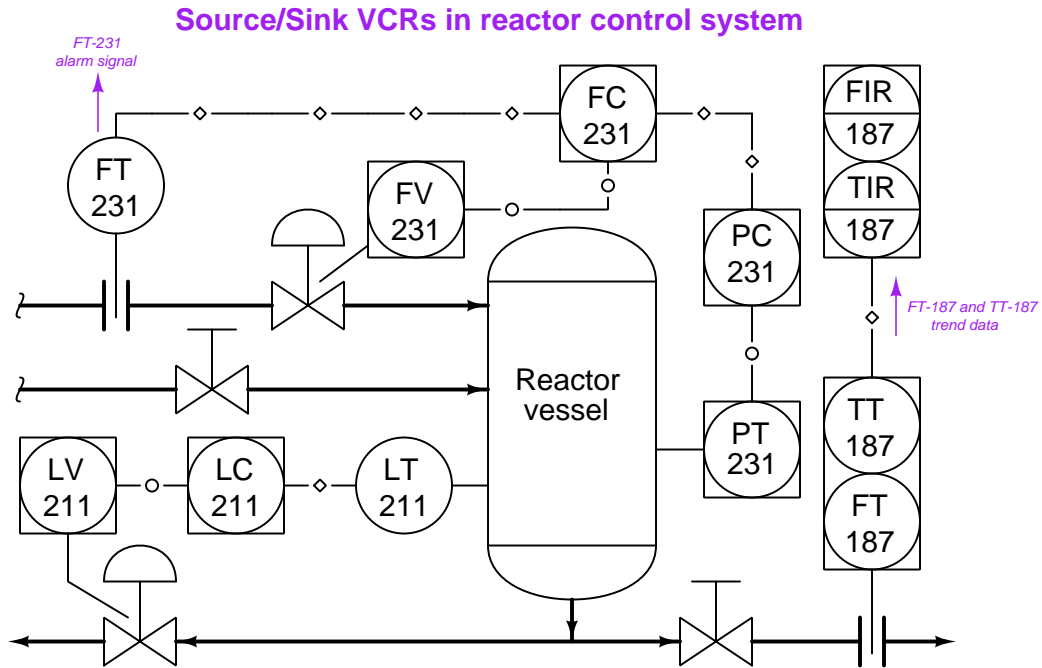 Source/Sink VCRs in reactor control system
FT-231
alarm signal
FT
231
FC
231
FV
231
FIR
187
TIR
187
PC
231
FT-187 and TT-187
trend data
Reactor
vessel
PT
231
TT
187
FT
187
LV
211
LC
211
LT
211